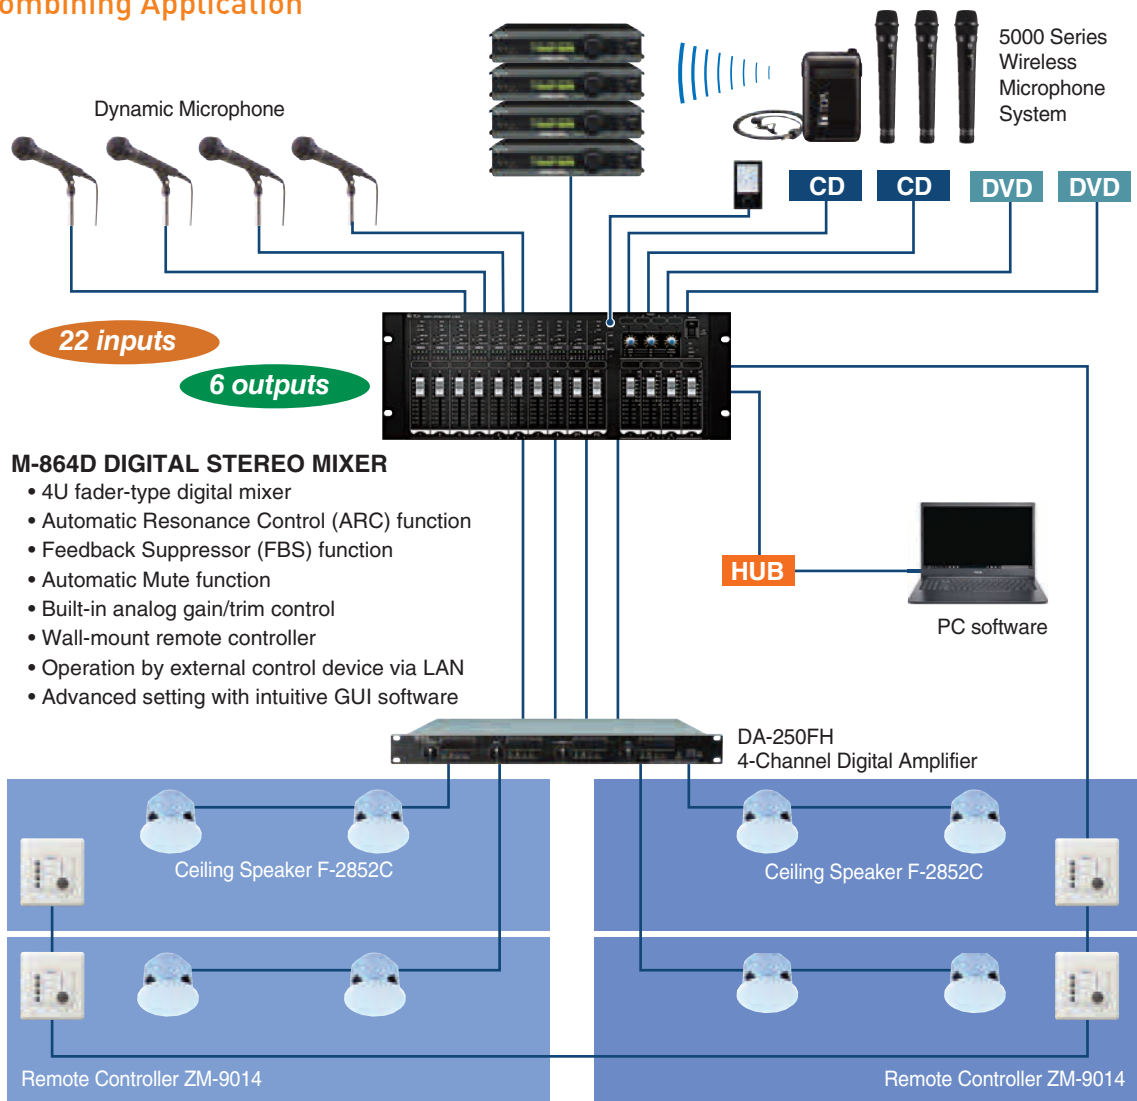 ombining Application
5000 Series
Wireless
Microphone
System
Dynamic Microphone
CD
CD
DVD
DVD
22 inputs
6 outputs
M-864D DIGITAL STEREO MIXER
• 4U fader-type digital mixer
• Automatic Resonance Control (ARC) function
• Feedback Suppressor (FBS) function
• Automatic Mute function
• Built-in analog gain/trim control
• Wall-mount remote controller
• Operation by external control device via LAN
• Advanced setting with intuitive GUI software
HUB
PC software
DA-250FH
4-Channel Digital Amplifier
Ceiling Speaker F-2852C
Ceiling Speaker F-2852C
Remote Controller ZM-9014
Remote Controller ZM-9014